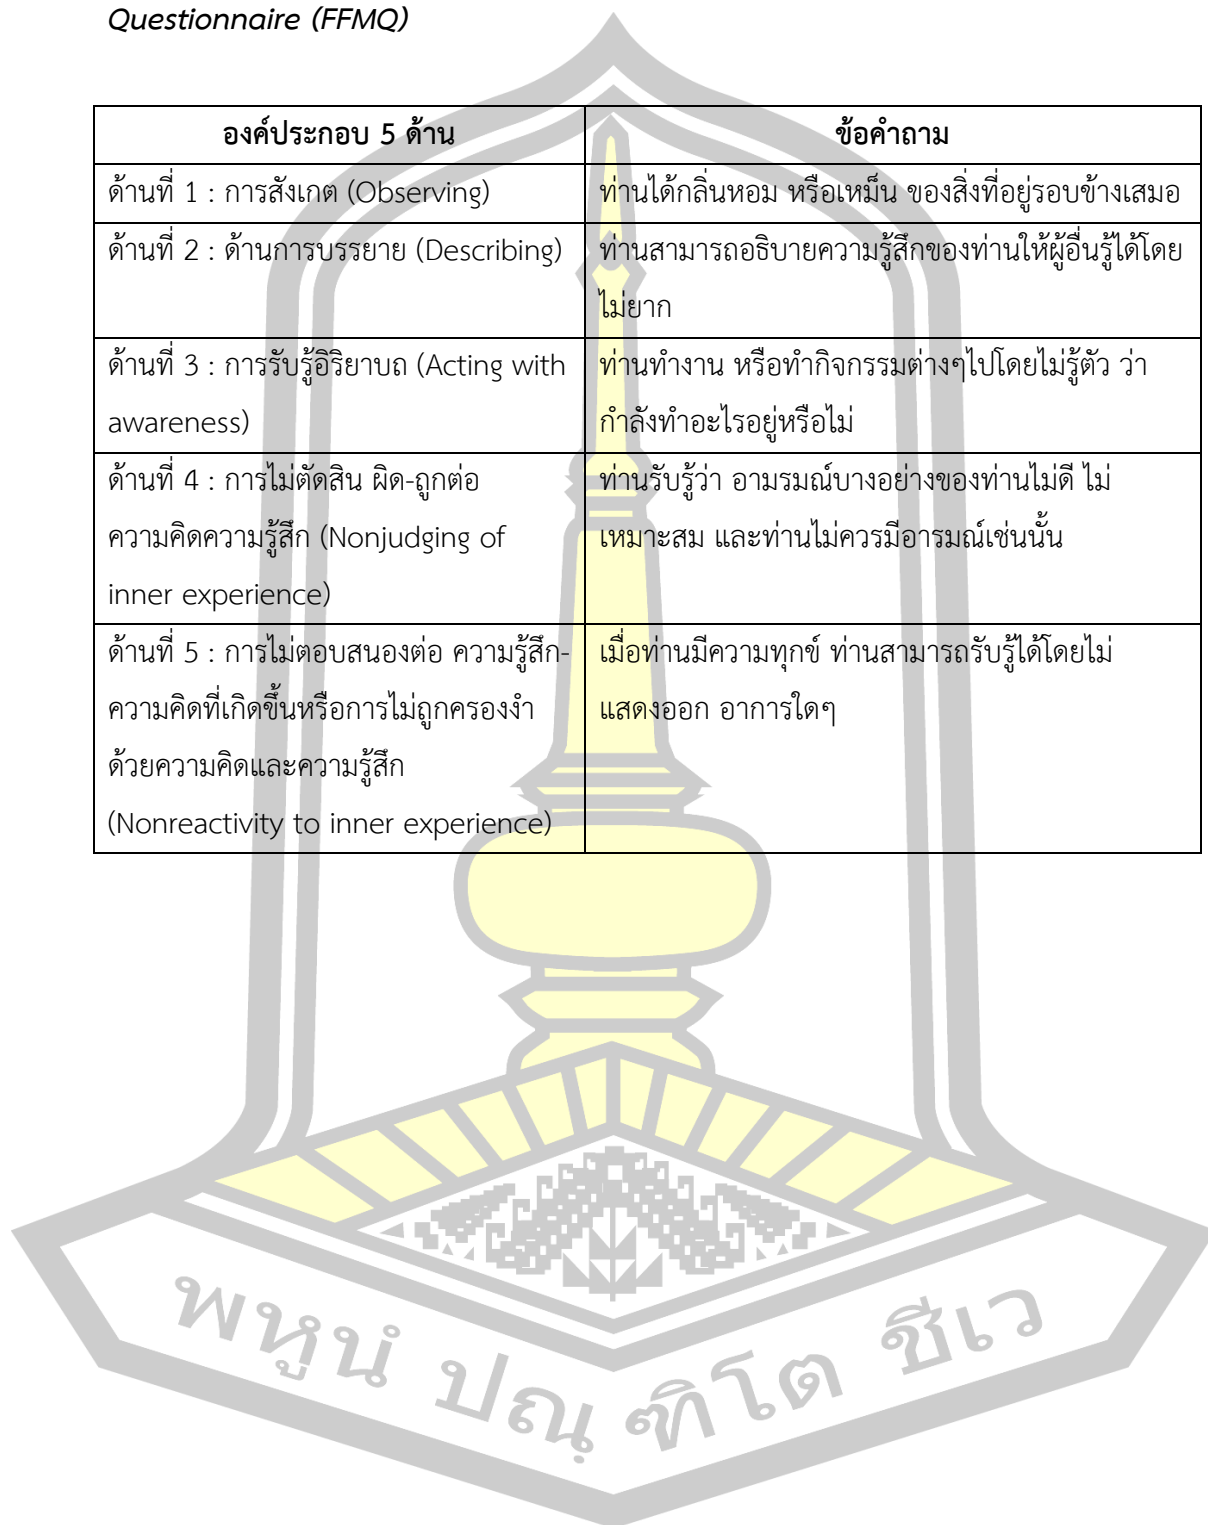 Questionnaire (FFMQ)
องค์ประกอบ 5 ด้าน
ข้อคำถาม
ด้านที่ 1 : การสังเกต (Observing)
ท่านได้กลิ่นหอม หรือเหม็น ของสิ่งที่อยู่รอบข้างเสมอ
ด้านที่ 2 : ด้านการบรรยาย (Describing)
ท่านสามารถอธิบายความรู้สึกของท่านให้ผู้อื่นรู้ได้โดย
ไม่ยาก
ด้านที่ 3 : การรับรู้อิริยาบถ (Acting with
awareness)
ท่านทำงาน หรือทำกิจกรรมต่างๆไปโดยไม่รู้ตัว ว่า
กำลังทำอะไรอยู่หรือไม่
ด้านที่ 4 : การไม่ตัดสิน ผิด-ถูกต่อ
ความคิดความรู้สึก (Nonjudging of
inner experience)
ท่านรับรู้ว่า อามรมณ์บางอย่างของท่านไม่ดี ไม่
เหมาะสม และท่านไม่ควรมีอารมณ์เช่นนั้น
ด้านที่ 5 : การไม่ตอบสนองต่อ ความรู้สึก-
ความคิดที่เกิดขึ้นหรือการไม่ถูกครองงำ
ด้วยความคิดและความรู้สึก
(Nonreactivity to inner experience)
เมื่อท่านมีความทุกข์ ท่านสามารถรับรู้ได้โดยไม่
แสดงออก อาการใดๆ
พหูนํ ปณฺ ฑิโต ชีเว